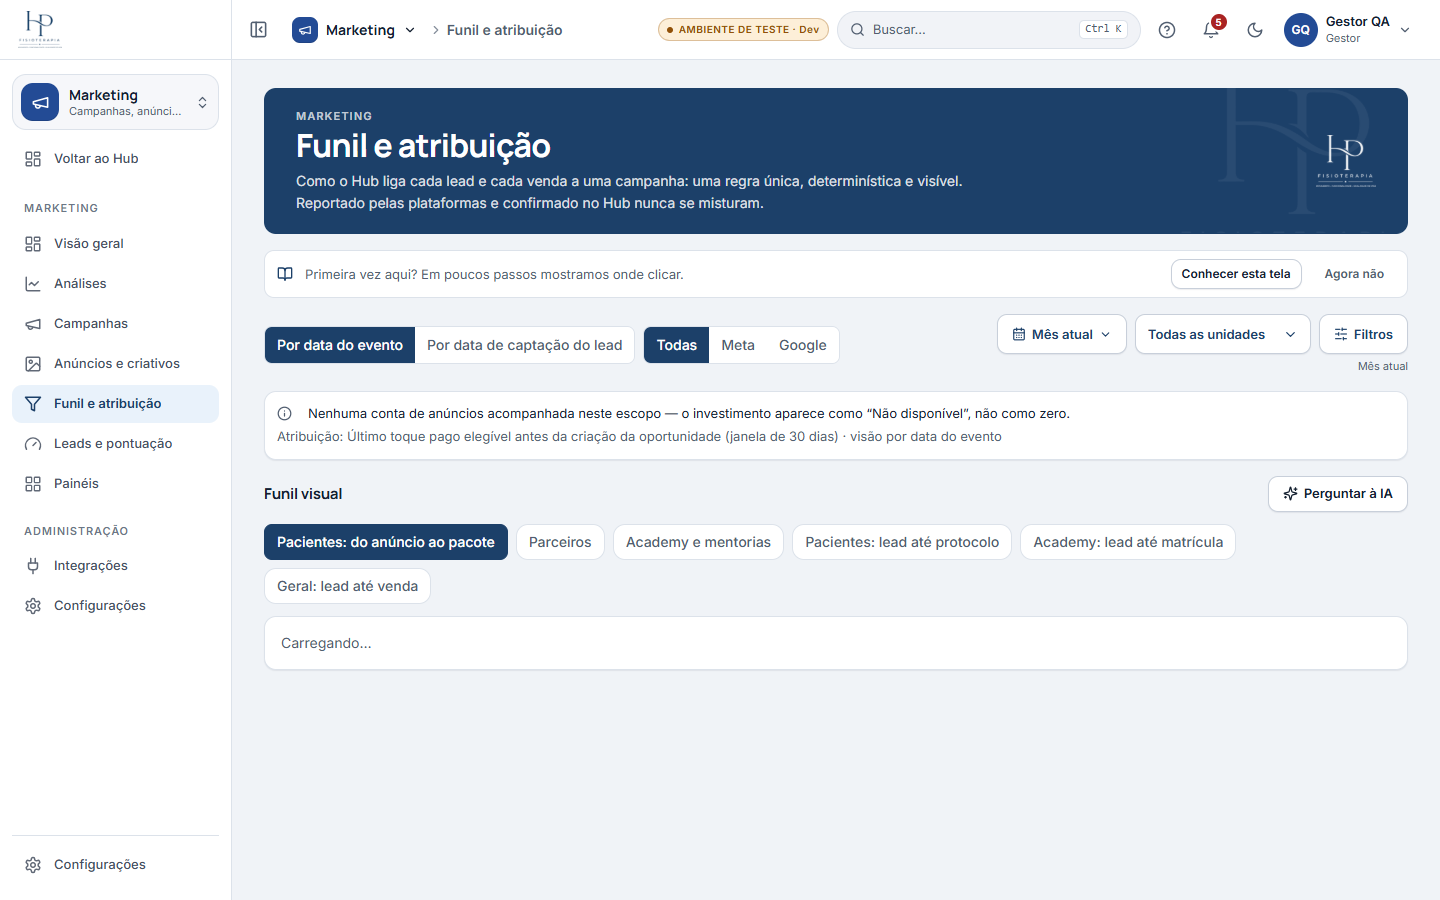 HP
FISIOTERAPIA
Marketing
Funil e atribuição
AMBIENTE DE TESTE · Dev
Buscar...
Ctrl K
5
GQ
Gestor QA
Gestor
Marketing
Campanhas, anúnci...
Voltar ao Hub
MARKETING
Visão geral
Análises
Campanhas
Anúncios e criativos
Funil e atribuição
Leads e pontuação
Painéis
ADMINISTRAÇÃO
Integrações
Configurações
Configurações
MARKETING
Funil e atribuição
Como o Hub liga cada lead e cada venda a uma campanha: uma regra única, determinística e visível.
Reportado pelas plataformas e confirmado no Hub nunca se misturam.
HP
FISIOTERAPIA
Primeira vez aqui? Em poucos passos mostramos onde clicar.
Conhecer esta tela
Agora não
Por data do evento
Por data de captação do lead
Todas
Meta
Google
Mês atual
Todas as unidades
Filtros
Mês atual
Nenhuma conta de anúncios acompanhada neste escopo — o investimento aparece como “Não disponível”, não como zero.
Atribuição: Último toque pago elegível antes da criação da oportunidade (janela de 30 dias) · visão por data do evento
Funil visual
Perguntar à IA
Pacientes: do anúncio ao pacote
Parceiros
Academy e mentorias
Pacientes: lead até protocolo
Academy: lead até matrícula
Geral: lead até venda
Carregando...